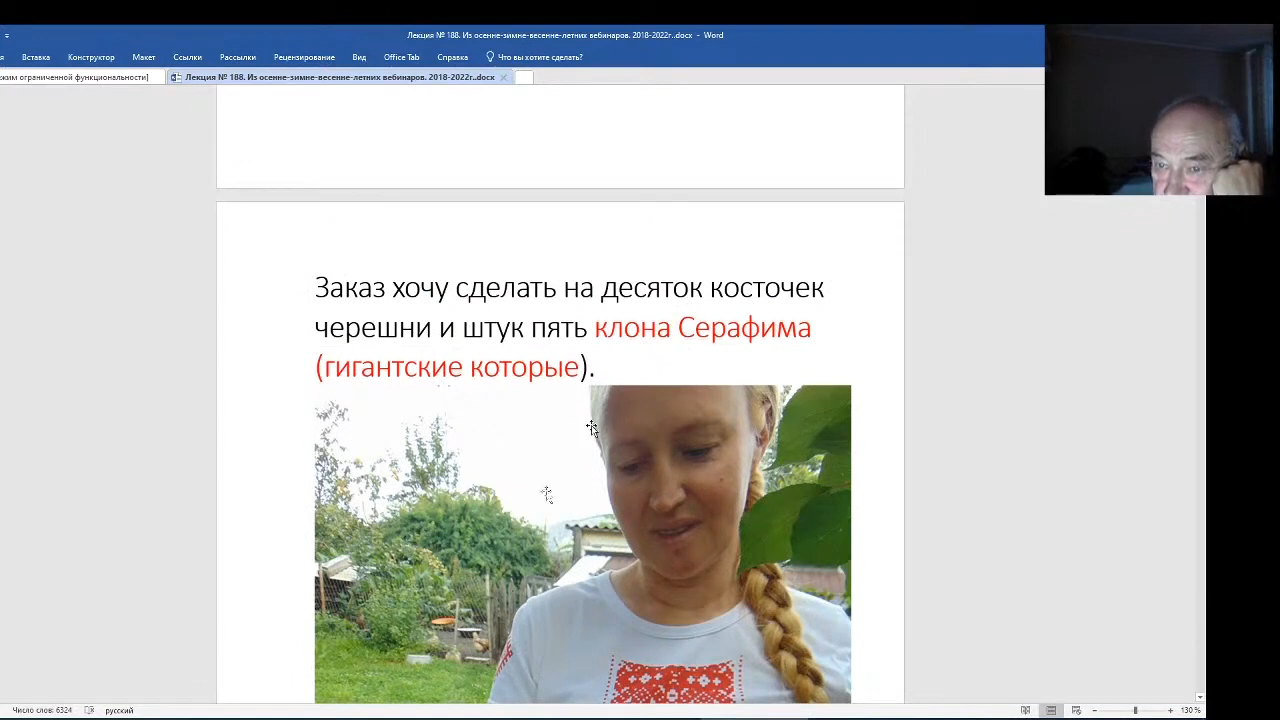 Лекция № 188. Из осенне-зимне-весенне-летних вебинаров. 2018-2022г..docx - Word
я Вставка Конструктор Макет Ссылки Рассылки Рецензирование Вид Office Tab Справка Что вы хотите сделать?
жим ограниченной функциональности] Лекция № 188. Из осенне-зимне-весенне-летних вебинаров. 2018-2022г..docx
Заказ хочу сделать на десяток косточек
черешни и штук пять клона Серафима
(гигантские которые).
Число слов: 6324 русский 130 %